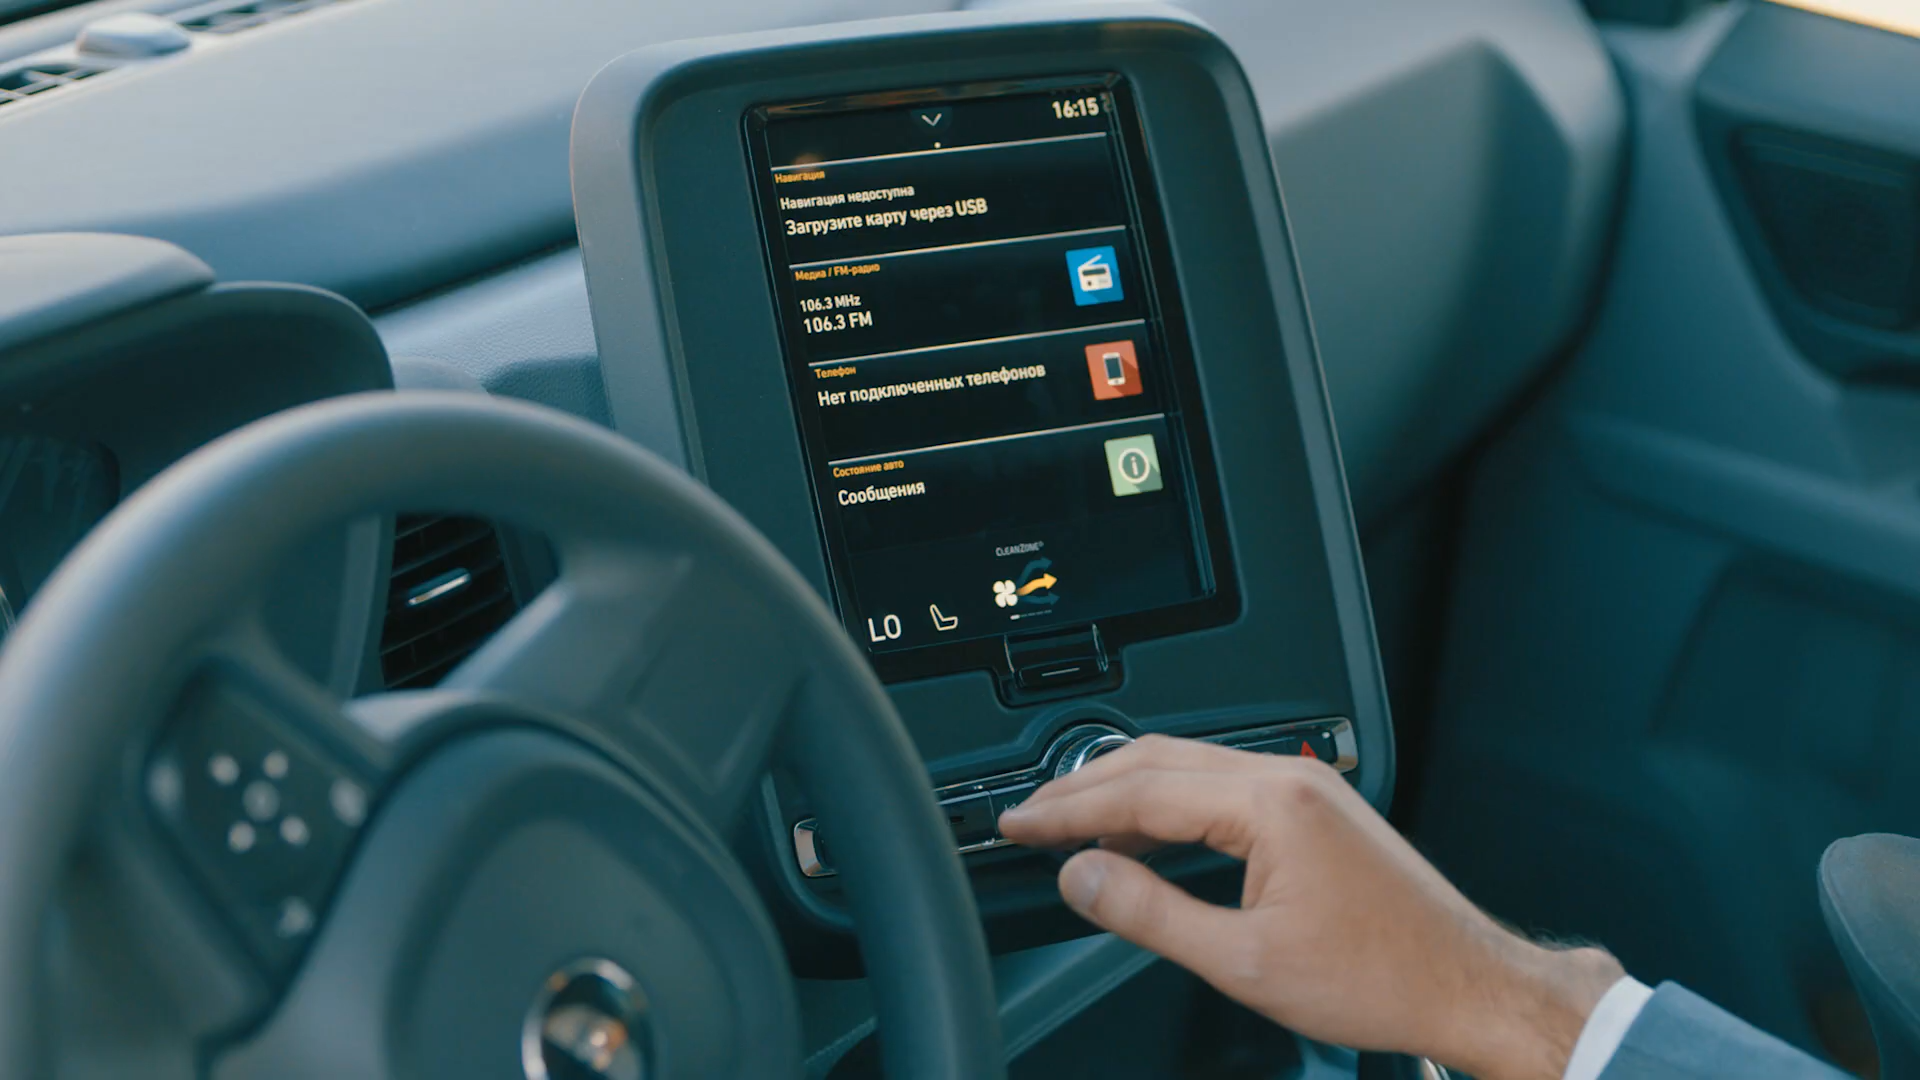 16:15
Навигация
Навигация недоступна
Загрузите карту через USB
Медиа / FM-радио
106.3 MHz
106.3 FM
Телефон
Нет подключенных телефонов
Состояние авто
Сообщения
CLEANZONE®
LO